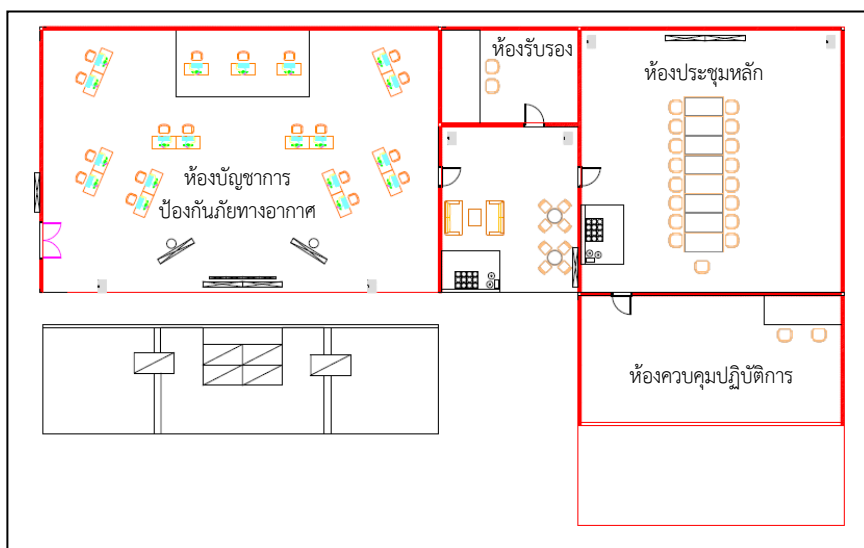 ห้องรับรอง
ห้องประชุมหลัก
ห้องบัญชาการ
ป้องกันภัยทางอากาศ
ห้องควบคุมปฏิบัติการ